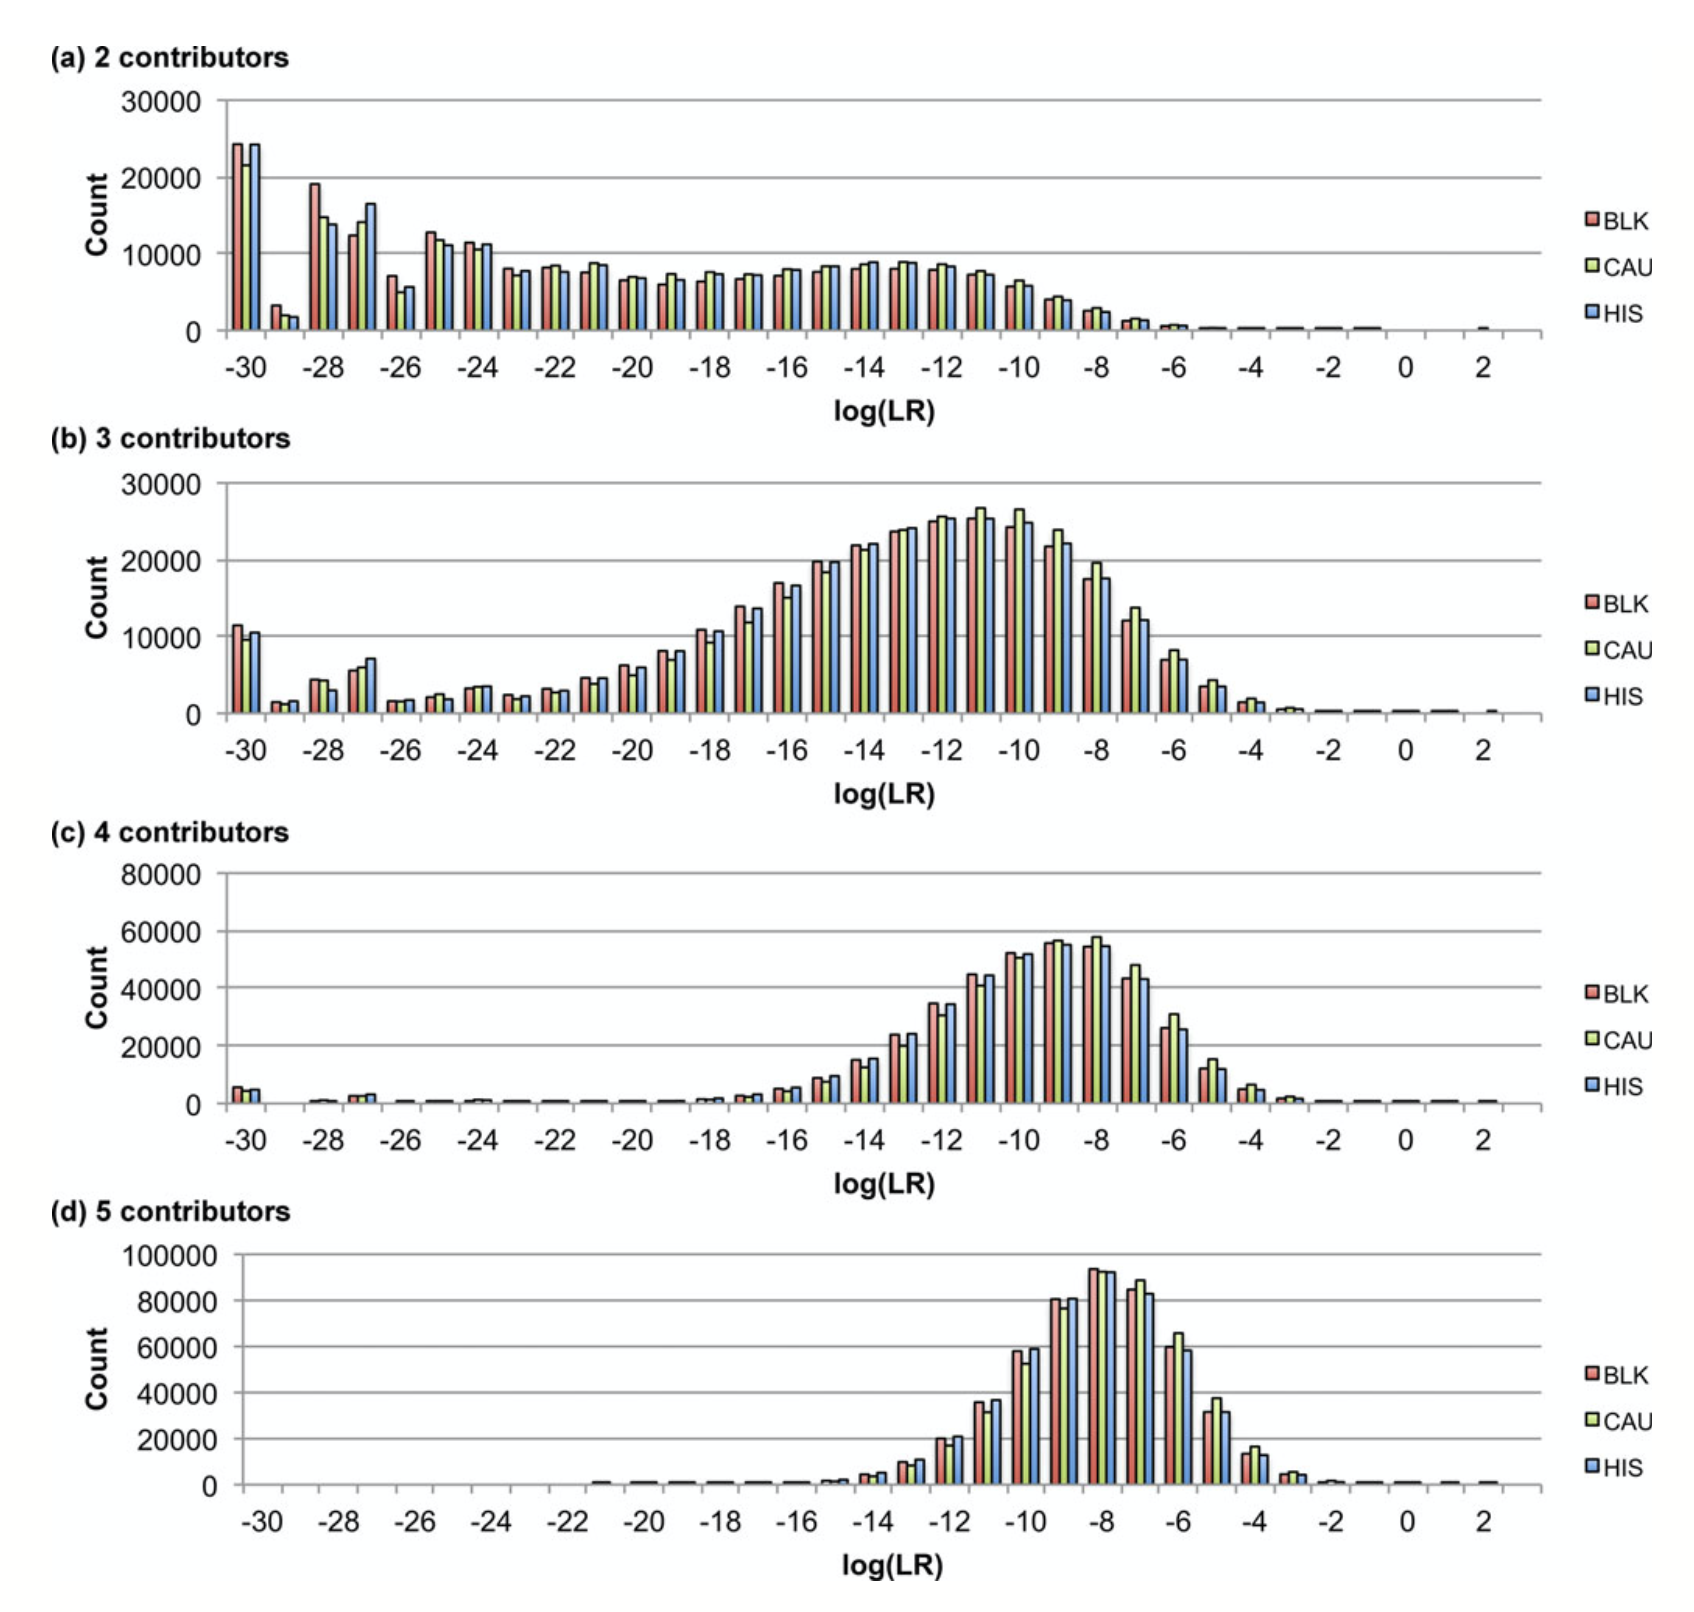 (a) 2 contributors
30000
20000
10000
0
Count
-30 -28 -26 -24 -22 -20 -18 -16 -14 -12 -10 -8 -6 -4 -2 0 2
log(LR)
BLK
CAU
HIS
(b) 3 contributors
30000
20000
10000
0
Count
-30 -28 -26 -24 -22 -20 -18 -16 -14 -12 -10 -8 -6 -4 -2 0 2
log(LR)
BLK
CAU
HIS
(c) 4 contributors
80000
60000
40000
20000
0
Count
-30 -28 -26 -24 -22 -20 -18 -16 -14 -12 -10 -8 -6 -4 -2 0 2
log(LR)
BLK
CAU
HIS
(d) 5 contributors
100000
80000
60000
40000
20000
0
Count
-30 -28 -26 -24 -22 -20 -18 -16 -14 -12 -10 -8 -6 -4 -2 0 2
log(LR)
BLK
CAU
HIS